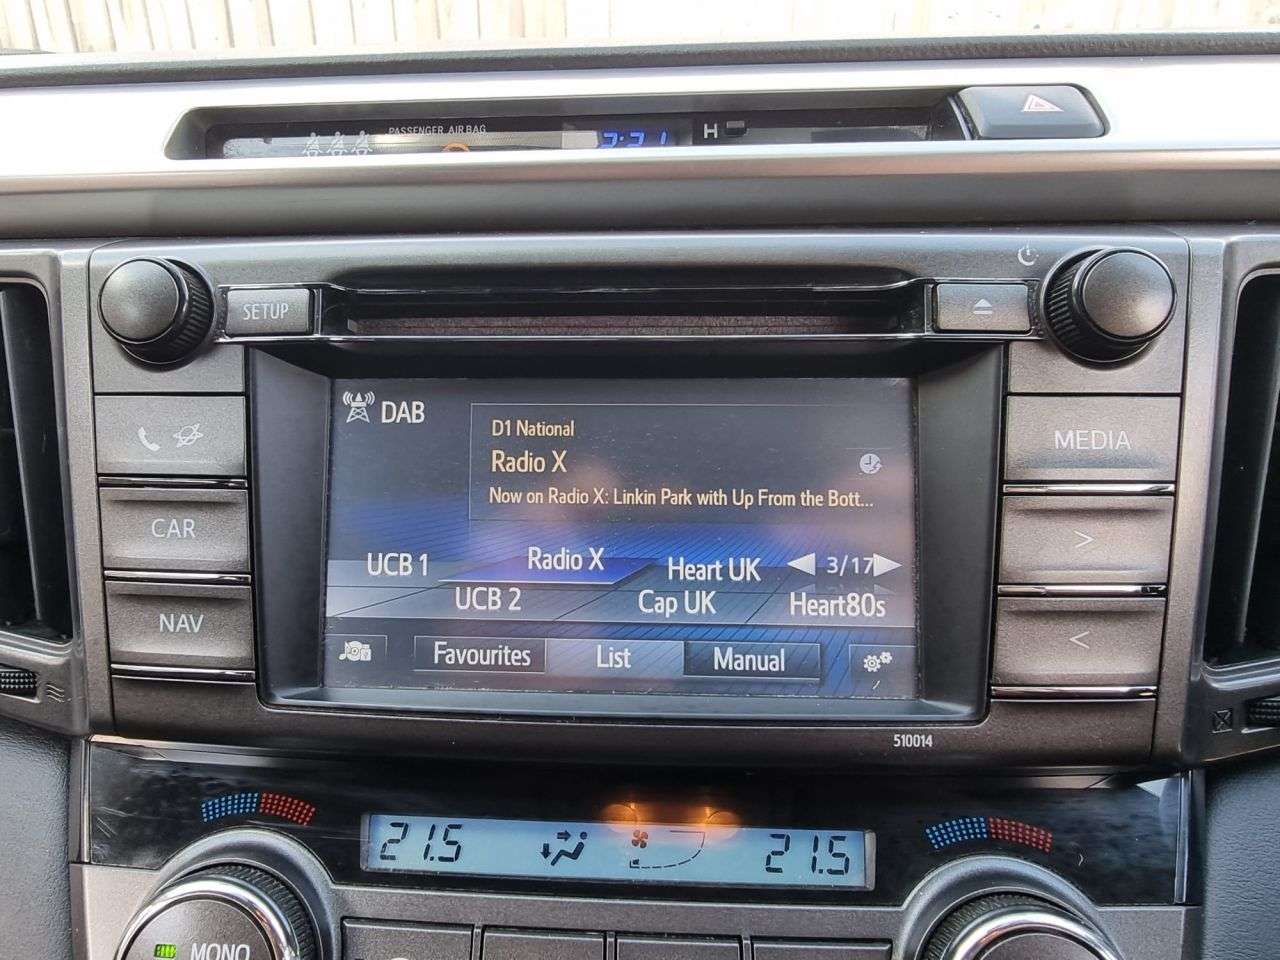 PASSENGER AIRBAG
H
SETUP
DAB
D1 National
Radio X
Now on Radio X: Linkin Park with Up From the Bott...
MEDIA
CAR
>
UCB 1
Radio X
Heart UK
3/17
UCB 2
Cap UK
Heart80s
NAV
<
Favourites
List
Manual
510014
21.5
21.5
MONO